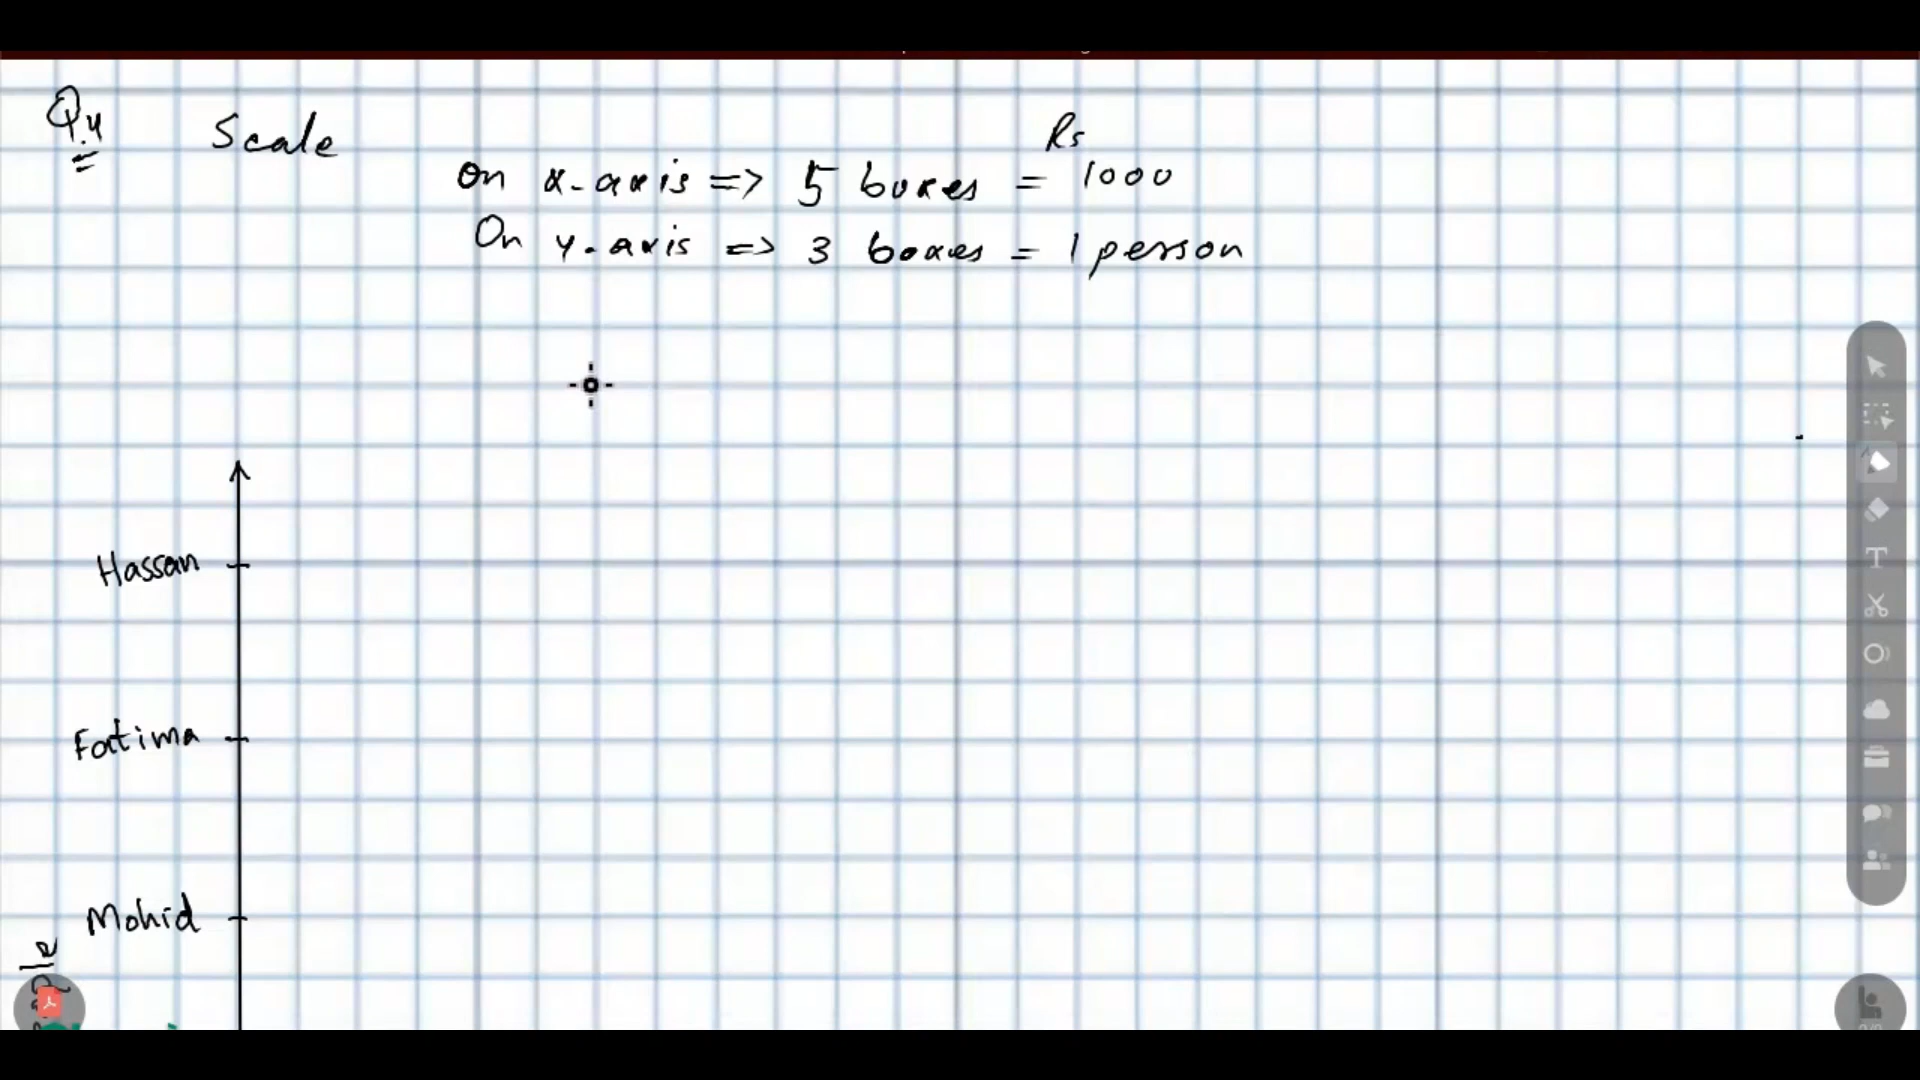 Q.4 Scale
Rs
On x-axis => 5 boxes = 1000
On y-axis => 3 boxes = 1 person
Hassan
Fatima
Mohid
T